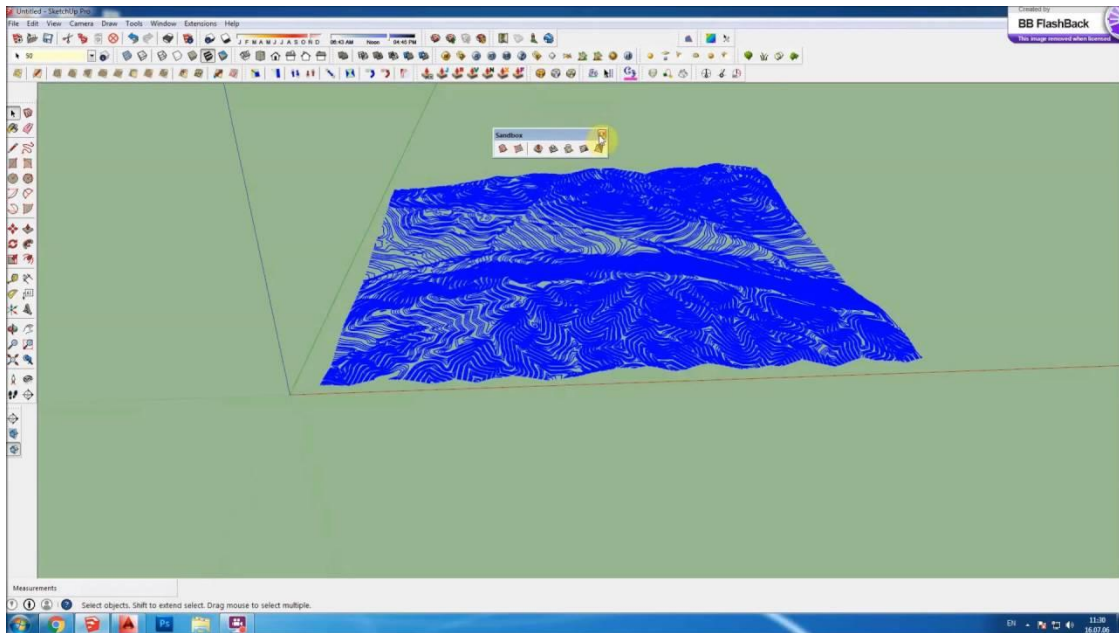 Untitled - SketchUp Pro
Created by
BB FlashBack
This image removed when licensed
File Edit View Camera Draw Tools Window Extensions Help
J F M A M J J A S O N D 06:43 AM Noon 04:45 PM
50
Sandbox
Measurements
Select objects. Shift to extend select. Drag mouse to select multiple.
Ps
EN
11:30
16.07.06